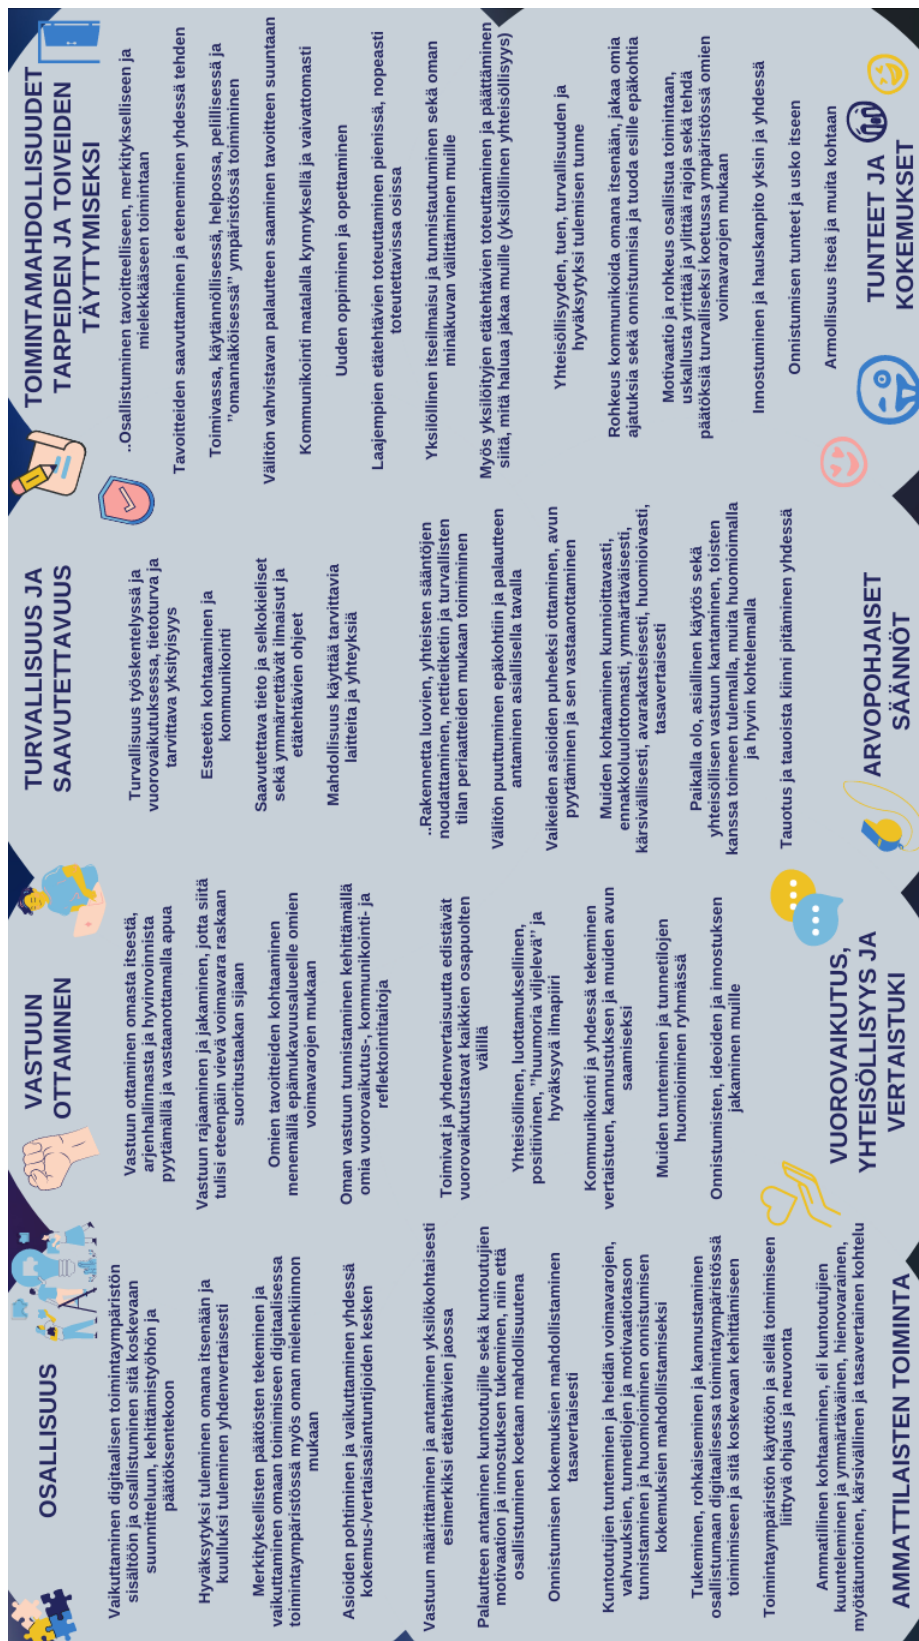 OSALLISUUS
Vaikuttaminen digitaalisen toimintaympäristön
sisältöön ja osallistuminen sitä koskevaan
suunnitteluun, kehittämistyöhön ja
päätöksentekoon
Hyväksytyksi tuleminen omana itsenään ja
kuulluksi tuleminen yhdenvertaisesti
Merkityksellisten päätösten tekeminen ja
vaikuttaminen omaan toimimiseen digitaalisessa
toimintaympäristössä myös oman mielenkiinnon
mukaan
Asioiden pohtiminen ja vaikuttaminen yhdessä
kokemus-/vertaisasiantuntijoiden kesken
VASTUUN
OTTAMINEN
Vastuun ottaminen omasta itsestä,
arjenhallinnasta ja hyvinvoinnista
pyytämällä ja vastaanottamalla apua
Vastuun rajaaminen ja jakaminen, jotta siitä
tulisi eteenpäin vievä voimavara raskaan
suoritustaakan sijaan
Omien tavoitteiden kohtaaminen
menemällä epämukavuusalueelle omien
voimavarojen mukaan
Oman vastuun tunnistaminen kehittämällä
omia vuorovaikutus-, kommunikointi- ja
reflektointitaitoja
TURVALLISUUS JA
SAAVUTETTAVUUS
Turvallisuus työskentelyssä ja
vuorovaikutuksessa, tietoturva ja
tarvittava yksityisyys
Esteetön kohtaaminen ja
kommunikointi
Saavutettava tieto ja selkokieliset
sekä ymmärrettävät ilmaisut ja
etätehtävien ohjeet
Mahdollisuus käyttää tarvittavia
laitteita ja yhteyksiä
TOIMINTAMAHDOLLISUUDET
TARPEIDEN JA TOIVEIDEN
TÄYTTYMISEKSI
..Osallistuminen tavoitteelliseen, merkitykselliseen ja
mielekkääseen toimintaan
Tavoitteiden saavuttaminen ja eteneminen yhdessä tehden
Toimivassa, käytännöllisessä, helpossa, pelillisessä ja
"omannäköisessä" ympäristössä toimiminen
Välitön vahvistavan palautteen saaminen tavoitteen suuntaan
Kommunikointi matalalla kynnyksellä ja vaivattomasti
Uuden oppiminen ja opettaminen
Laajempien etätehtävien toteuttaminen pienissä, nopeasti
toteutettavissa osissa
Yksilöllinen itseilmaisu ja tunnistautuminen sekä oman
minäkuvan välittäminen muille
Myös yksilöityjen etätehtävien toteuttaminen ja päättäminen
siitä, mitä haluaa jakaa muille (yksilöllinen yhteisöllisyys)
Vastuun määrittäminen ja antaminen yksilökohtaisesti
esimerkiksi etätehtävien jaossa
Palautteen antaminen kuntoutujille sekä kuntoutujien
motivaation ja innostuksen tukeminen, niin että
osallistuminen koetaan mahdollisuutena
Onnistumisen kokemuksien mahdollistaminen
tasavertaisesti
Kuntoutujien tunteminen ja heidän voimavarojen,
vahvuuksien, tunnetilojen ja motivaatiotason
tunnistaminen ja huomioiminen onnistumisen
kokemuksien mahdollistamiseksi
Tukeminen, rohkaiseminen ja kannustaminen
osallistumaan digitaalisessa toimintaympäristössä
toimimiseen ja sitä koskevaan kehittämiseen
Toimintaympäristön käyttöön ja siellä toimimiseen
liittyvä ohjaus ja neuvonta
Ammatillinen kohtaaminen, eli kuntoutujien
kuunteleminen ja ymmärtäväinen, hienovarainen,
myötätuntoinen, kärsivällinen ja tasavertainen kohtelu
AMMATTILAISTEN TOIMINTA
Toimivat ja yhdenvertaisuutta edistävät
vuorovaikutustavat kaikkien osapuolten
välillä
Yhteisöllinen, luottamuksellinen,
positiivinen, "huumoria viljelevä" ja
hyväksyvä ilmapiiri
Kommunikointi ja yhdessä tekeminen
vertaistuen, kannustuksen ja muiden avun
saamiseksi
Muiden tunteminen ja tunnetilojen
huomioiminen ryhmässä
Onnistumisten, ideoiden ja innostuksen
jakaminen muille
VUOROVAIKUTUS,
YHTEISÖLLISYYS JA
VERTAISTUKI
..Rakennetta luovien, yhteisten sääntöjen
noudattaminen, nettietiketin ja turvallisten
tilan periaatteiden mukaan toimiminen
Välitön puuttuminen epäkohtiin ja palautteen
antaminen asiallisella tavalla
Vaikeiden asioiden puheeksi ottaminen, avun
pyytäminen ja sen vastaanottaminen
Muiden kohtaaminen kunnioittavasti,
ennakkoluulottomasti, ymmärtäväisesti,
kärsivällisesti, avarakatseisesti, huomioivasti,
tasavertaisesti
Paikalla olo, asiallinen käytös sekä
yhteisöllisen vastuun kantaminen, toisten
kanssa toimeen tulemalla, muita huomioimalla
ja hyvin kohtelemalla
Tauotus ja tauoista kiinni pitäminen yhdessä
ARVOPOHJAISET
SÄÄNNÖT
Yhteisöllisyyden, tuen, turvallisuuden ja
hyväksytyksi tulemisen tunne
Rohkeus kommunikoida omana itsenään, jakaa omia
ajatuksia sekä onnistumisia ja tuoda esille epäkohtia
Motivaatio ja rohkeus osallistua toimintaan,
uskallusta yrittää ja ylittää rajoja sekä tehdä
päätöksiä turvalliseksi koetussa ympäristössä omien
voimavarojen mukaan
Innostuminen ja hauskanpito yksin ja yhdessä
Onnistumisen tunteet ja usko itseen
Armollisuus itseä ja muita kohtaan
TUNTEET JA
KOKEMUKSET